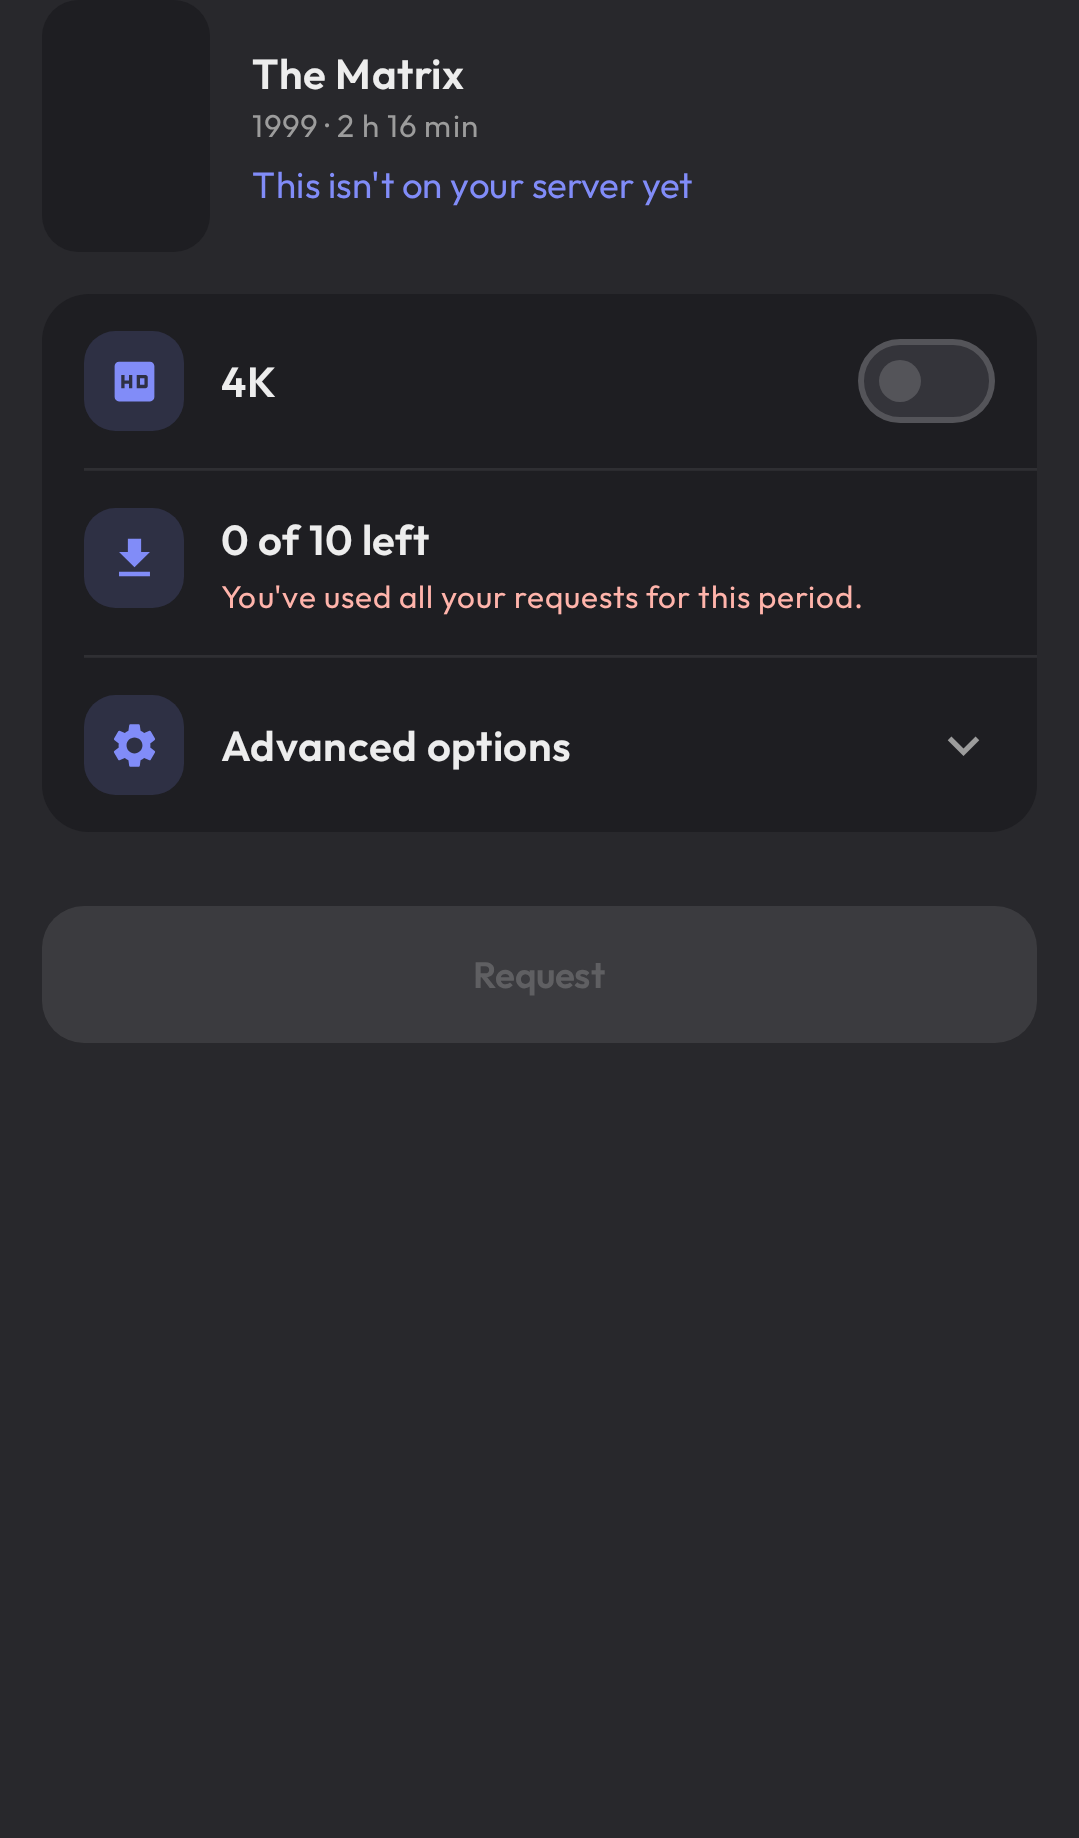 The Matrix
1999 · 2 h 16 min
This isn't on your server yet
HD
4K
0 of 10 left
You've used all your requests for this period.
Advanced options
Request